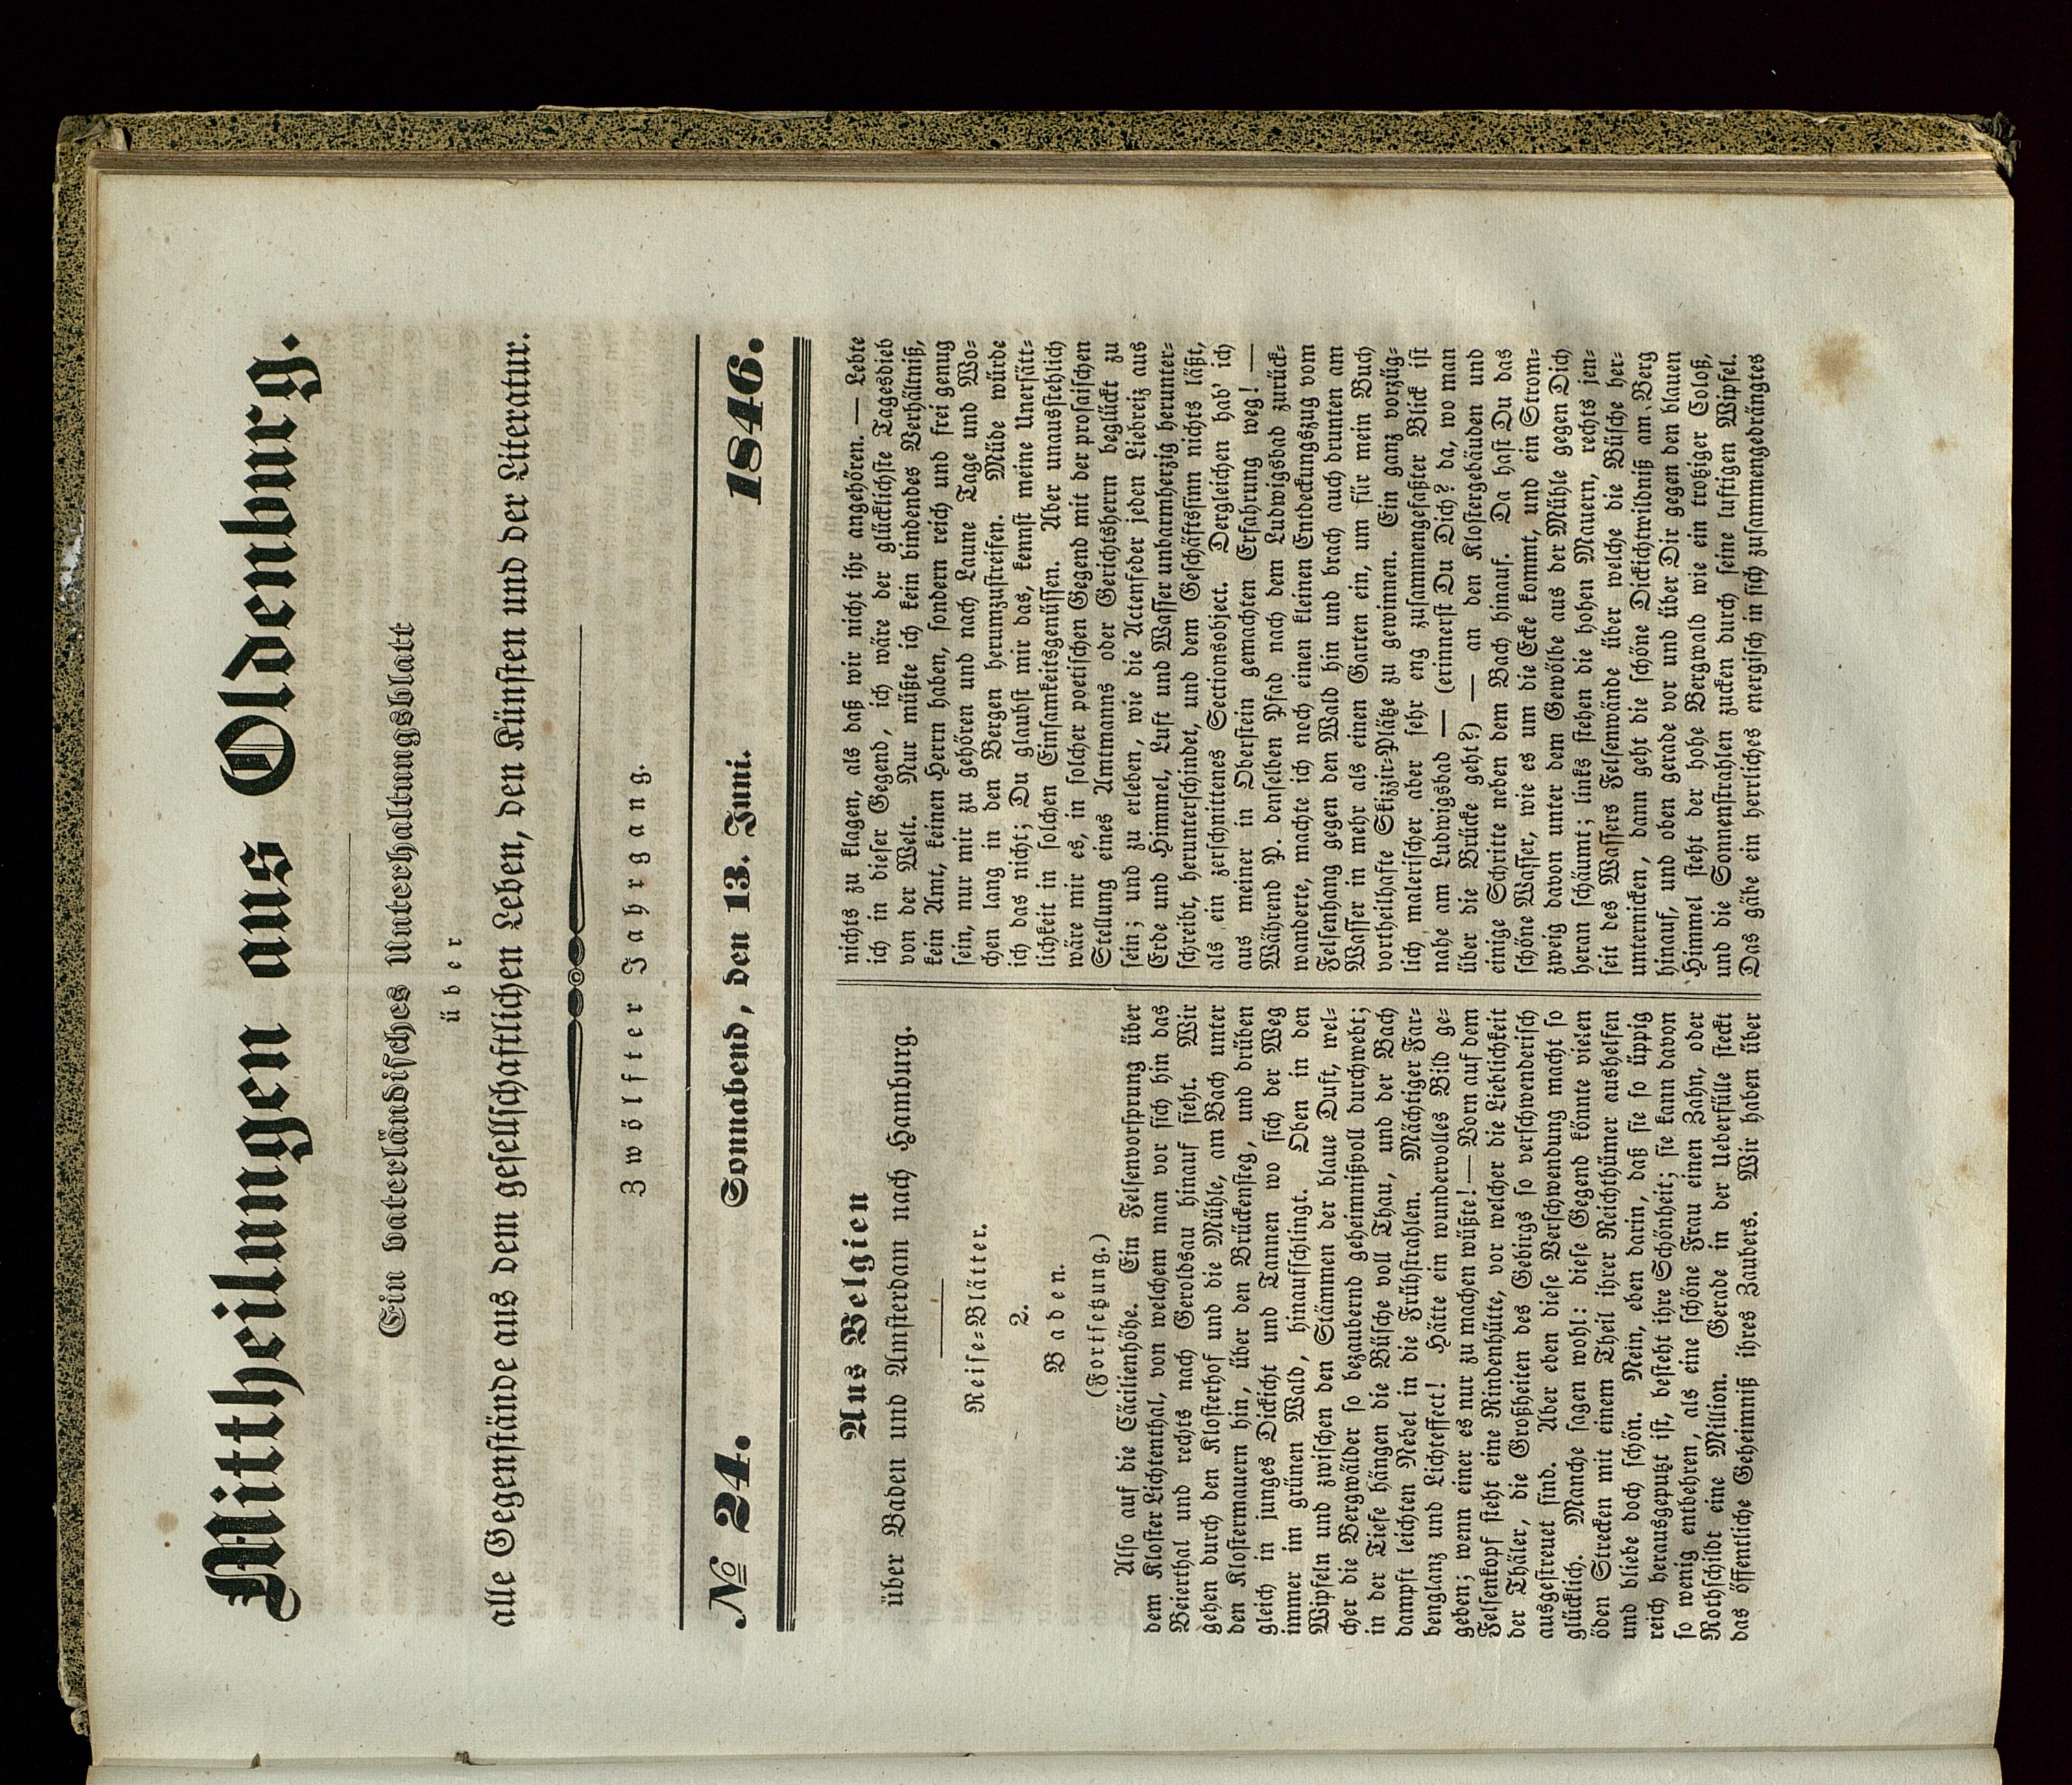 Mittheilungen aus Oldenburg.
Ein vaterländisches Unterhaltungsblatt
über
alle Gegenstände aus dem gesellschaftlichen Leben, den Künsten und der Literatur.
Zwölfter Jahrgang.
№ 24. Sonnabend, den 13. Juni. 1846.
Aus Belgien
über Baden und Amsterdam nach Hamburg.
Reise-Blätter.
2.
Baden.
(Fortsetzung.)
Also auf die Cäcilienhöhe. Ein Felsenvorsprung über
dem Kloster Lichtenthal, von welchem man vor sich hin das
Beierthal und rechts nach Geroldsau hinauf sieht. Wir
gehen durch den Klosterhof und die Mühle, am Bach unter
den Klostermauern hin, über den Brückensteg, und drüben
gleich in junges Dickicht und Tannen wo sich der Weg
immer im grünen Wald, hinaufschlingt. Oben in den
Wipfeln und zwischen den Stämmen der blaue Duft, wel-
cher die Bergwälder so bezaubernd geheimnißvoll durchwebt;
in der Tiefe hängen die Büsche voll Thau, und der Bach
dampft leichten Nebel in die Frühstrahlen. Mächtiger Far-
benglanz und Lichteffect! Hätte ein wundervolles Bild ge-
geben; wenn einer es nur zu machen wüßte! — Vorn auf dem
Felsenkopf steht eine Rindenhütte, vor welcher die Lieblichkeit
der Thäler, die Großheiten des Gebirgs so verschwenderisch
ausgestreuet sind. Aber eben diese Verschwendung macht so
glücklich. Manche sagen wohl: diese Gegend könnte vielen
öden Strecken mit einem Theil ihrer Reichthümer aushelfen
und bliebe doch schön. Nein, eben darin, daß sie so üppig
reich herausgeputzt ist, besteht ihre Schönheit; sie kann davon
so wenig entbehren, als eine schöne Frau einen Zahn, oder
Rothschildt eine Million. Gerade in der Ueberfülle steckt
das öffentliche Geheimniß ihres Zaubers. Wir haben über
nichts zu klagen, als daß wir nicht ihr angehören. — Lebte
ich in dieser Gegend, ich wäre der glücklichste Tagesdieb
von der Welt. Nur müßte ich kein bindendes Verhältniß,
kein Amt, keinen Herrn haben, sondern reich und frei genug
sein, nur mir zu gehören und nach Laune Tage und Wo-
chen lang in den Bergen herumzustreifen. Müde würde
ich das nicht; Du glaubst mir das, kennst meine Unersätt-
lichkeit in solchen Einsamkeitsgenüssen. Aber unausstehlich
wäre mir es, in solcher poetischen Gegend mit der prosaischen
Stellung eines Amtmanns oder Gerichtsherrn beglückt zu
sein; und zu erleben, wie die Actenfeder jeden Liebreiz aus
Erde und Himmel, Luft und Wasser unbarmherzig herunter-
schreibt, herunterschindet, und dem Geschäftssinn nichts läßt,
als ein zerschnittenes Sectionsobject. Dergleichen hab' ich
aus meiner in Oberstein gemachten Erfahrung weg! —
Während P. denselben Pfad nach dem Ludwigsbad zurück-
wanderte, machte ich noch einen kleinen Entdeckungszug vom
Felsenhang gegen den Wald hin und brach auch drunten am
Wasser in mehr als einen Garten ein, um für mein Buch
vortheilhafte Skizzir-Plätze zu gewinnen. Ein ganz vorzüg-
lich malerischer aber sehr eng zusammengefaßter Blick ist
nahe am Ludwigsbad — (erinnerst Du Dich? da, wo man
über die Brücke geht?) — an den Klostergebäuden und
einige Schritte neben dem Bach hinauf. Da hast Du das
schöne Wasser, wie es um die Ecke kommt, und ein Strom-
zweig davon unter dem Gewölbe aus der Mühle gegen Dich
heran schäumt; links stehen die hohen Mauern, rechts jen-
seit des Wassers Felsenwände über welche die Büsche her-
unternicken, dann geht die schöne Dickichtwildniß am Berg
hinauf, und oben gerade vor und über Dir gegen den blauen
Himmel steht der hohe Bergwald wie ein trotziger Coloß,
und die Sonnenstrahlen zucken durch seine luftigen Wipfel.
Das gäbe ein herrliches energisch in sich zusammengedrängtes